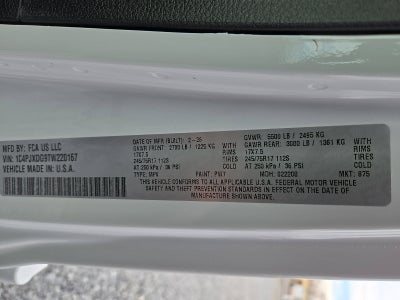 MFD BY: FCA US LLC
VIN: 1C4PJXDG5TW220167
VEHICLE MADE IN: U.S.A.
MFR DATE (BUILT): 2 - 25
GVWR: 5500 LB / 2495 KG
GAWR FRONT: 2700 LB / 1225 KG
WITH
17X7.5 RIMS
245/75R17 112S TIRES
AT 250 kPa / 36 PSI COLD
GAWR REAR: 3000 LB / 1361 KG
WITH
17X7.5 RIMS
245/75R17 112S TIRES
AT 250 kPa / 36 PSI COLD
PAINT: PW7 MDH: 022208 MKT: 875
THIS VEHICLE CONFORMS TO ALL APPLICABLE U.S.A. FEDERAL MOTOR VEHICLE
SAFETY AND THEFT PREVENTION STANDARDS IN EFFECT ON THE DATE OF
MANUFACTURE SHOWN ABOVE.